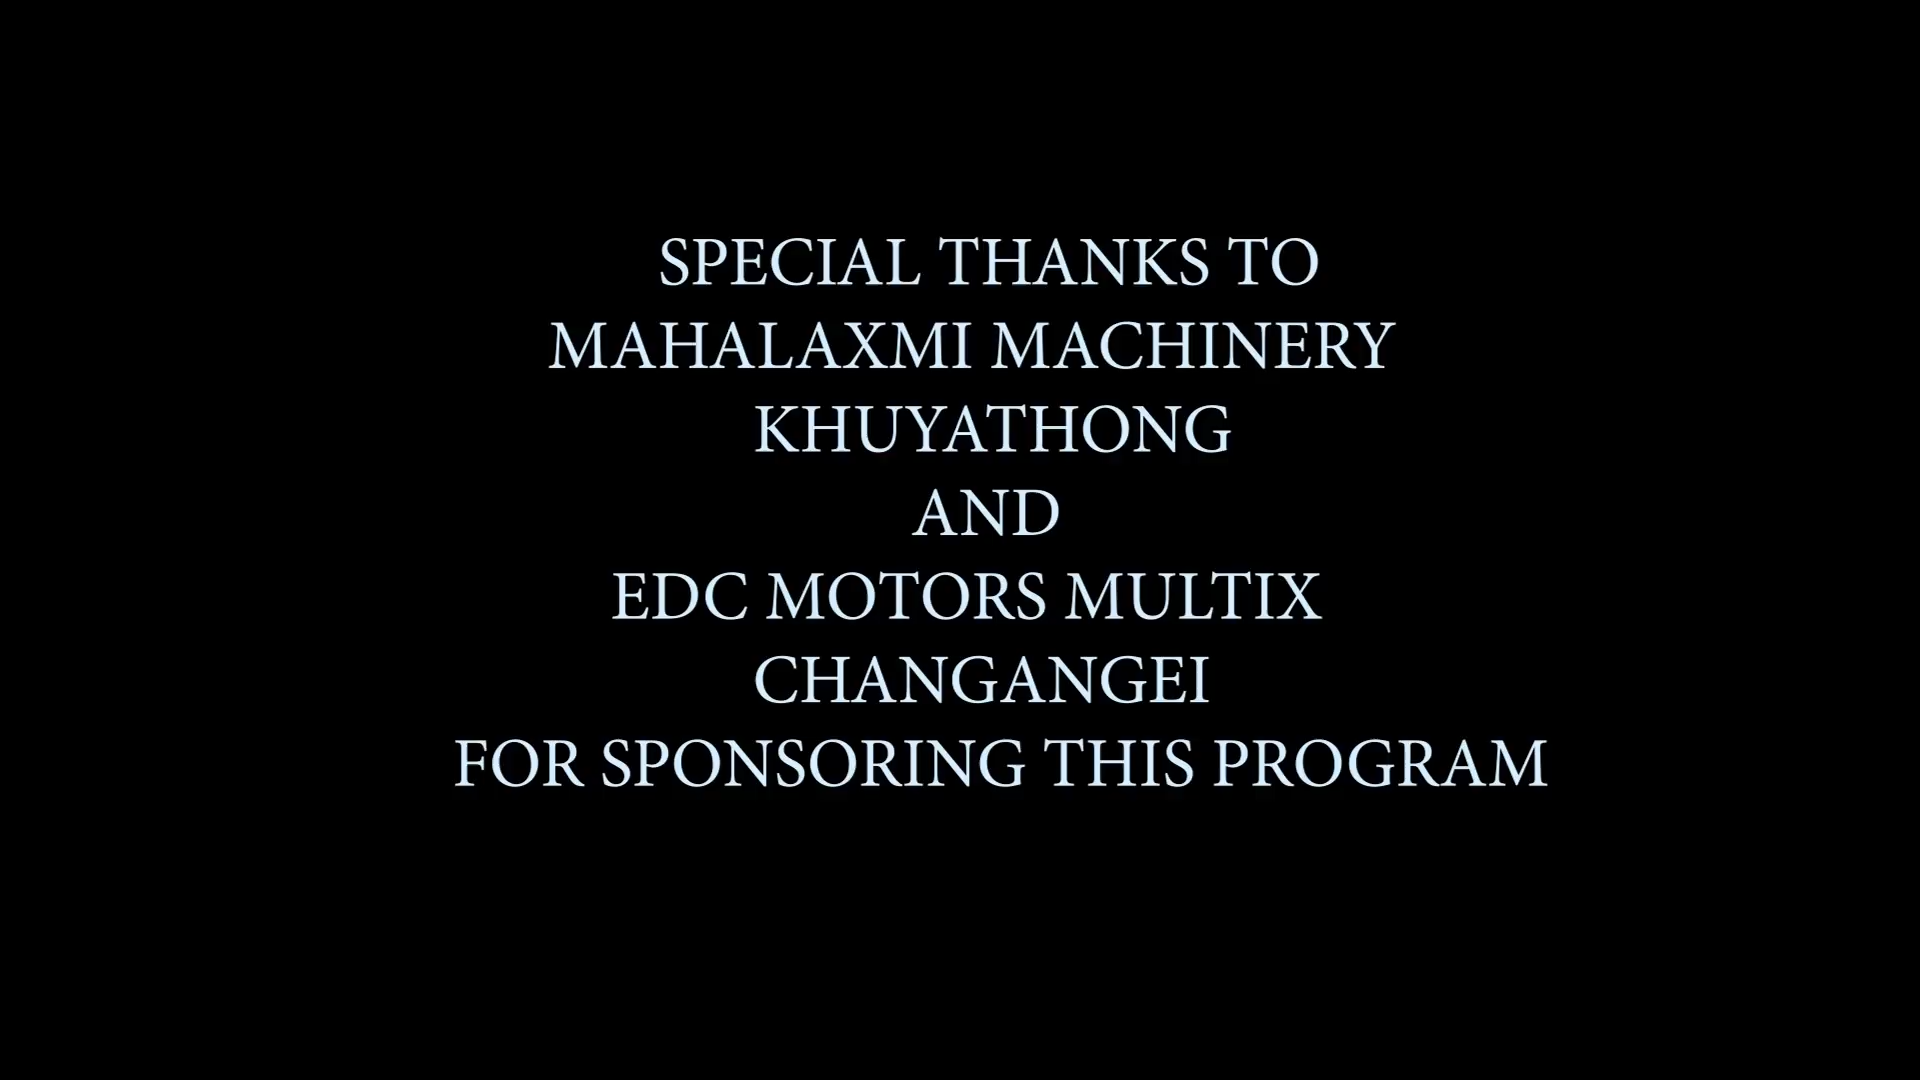 SPECIAL THANKS TO
MAHALAXMI MACHINERY
KHUYATHONG
AND
EDC MOTORS MULTIX
CHANGANGEI
FOR SPONSORING THIS PROGRAM